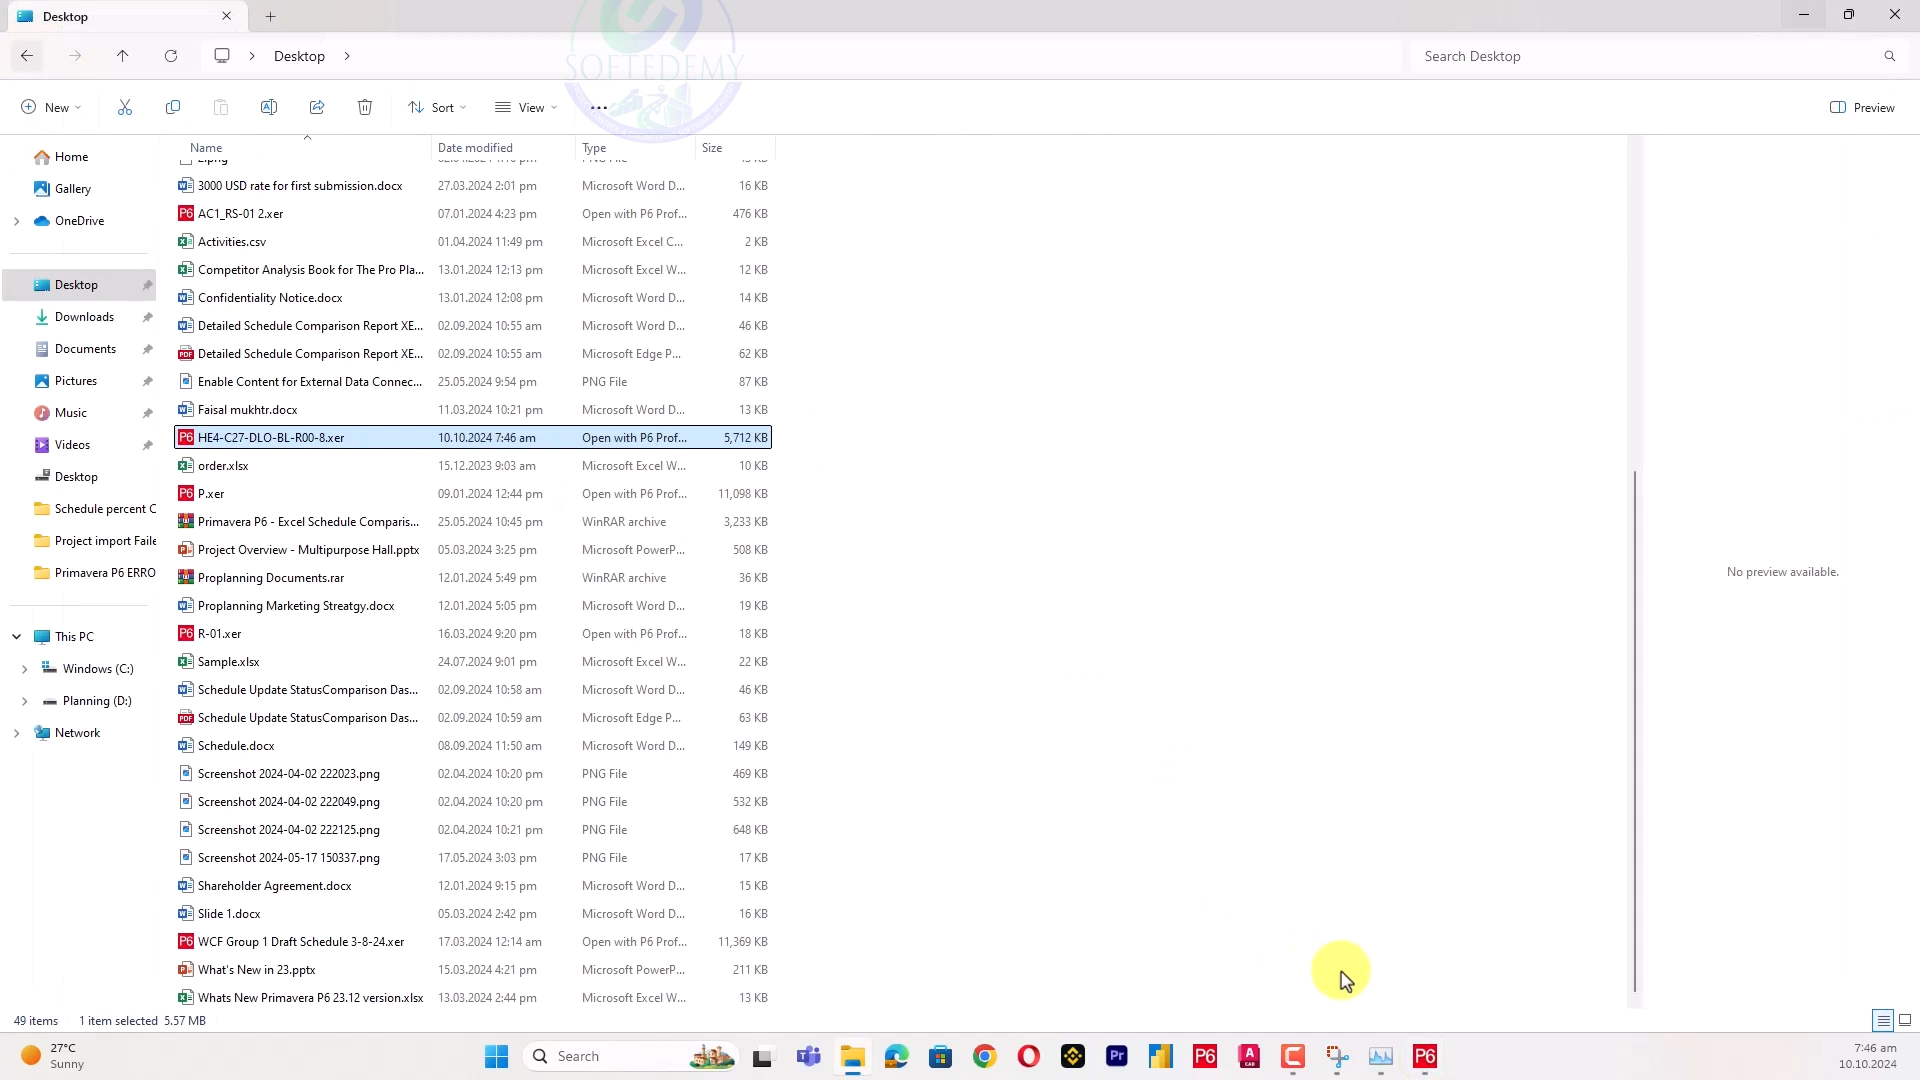 Desktop
Desktop
Search Desktop
SOFTEDEMY
New
Sort
View
Preview
Name Date modified Type Size
Home
Gallery
OneDrive
Desktop
Downloads
Documents
Pictures
Music
Videos
Desktop
Schedule percent C
Project import Faile
Primavera P6 ERRO
This PC
Windows (C:)
Planning (D:)
Network
3000 USD rate for first submission.docx 27.03.2024 2:01 pm Microsoft Word D... 16 KB
AC1_RS-01 2.xer 07.01.2024 4:23 pm Open with P6 Prof... 476 KB
Activities.csv 01.04.2024 11:49 pm Microsoft Excel C... 2 KB
Competitor Analysis Book for The Pro Pla... 13.01.2024 12:13 pm Microsoft Excel W... 12 KB
Confidentiality Notice.docx 13.01.2024 12:08 pm Microsoft Word D... 14 KB
Detailed Schedule Comparison Report XE... 02.09.2024 10:55 am Microsoft Word D... 46 KB
Detailed Schedule Comparison Report XE... 02.09.2024 10:55 am Microsoft Edge P... 62 KB
Enable Content for External Data Connec... 25.05.2024 9:54 pm PNG File 87 KB
Faisal mukhtr.docx 11.03.2024 10:21 pm Microsoft Word D... 13 KB
HE4-C27-DLO-BL-R00-8.xer 10.10.2024 7:46 am Open with P6 Prof... 5,712 KB
order.xlsx 15.12.2023 9:03 am Microsoft Excel W... 10 KB
P.xer 09.01.2024 12:44 pm Open with P6 Prof... 11,098 KB
Primavera P6 - Excel Schedule Comparis... 25.05.2024 10:45 pm WinRAR archive 3,233 KB
Project Overview - Multipurpose Hall.pptx 05.03.2024 3:25 pm Microsoft PowerP... 508 KB
Proplanning Documents.rar 12.01.2024 5:49 pm WinRAR archive 36 KB
Proplanning Marketing Streatgy.docx 12.01.2024 5:05 pm Microsoft Word D... 19 KB
R-01.xer 16.03.2024 9:20 pm Open with P6 Prof... 18 KB
Sample.xlsx 24.07.2024 9:01 pm Microsoft Excel W... 22 KB
Schedule Update StatusComparison Das... 02.09.2024 10:58 am Microsoft Word D... 46 KB
Schedule Update StatusComparison Das... 02.09.2024 10:59 am Microsoft Edge P... 63 KB
Schedule.docx 08.09.2024 11:50 am Microsoft Word D... 149 KB
Screenshot 2024-04-02 222023.png 02.04.2024 10:20 pm PNG File 469 KB
Screenshot 2024-04-02 222049.png 02.04.2024 10:20 pm PNG File 532 KB
Screenshot 2024-04-02 222125.png 02.04.2024 10:21 pm PNG File 648 KB
Screenshot 2024-05-17 150337.png 17.05.2024 3:03 pm PNG File 17 KB
Shareholder Agreement.docx 12.01.2024 9:15 pm Microsoft Word D... 15 KB
Slide 1.docx 05.03.2024 2:42 pm Microsoft Word D... 16 KB
WCF Group 1 Draft Schedule 3-8-24.xer 17.03.2024 12:14 am Open with P6 Prof... 11,369 KB
What's New in 23.pptx 15.03.2024 4:21 pm Microsoft PowerP... 211 KB
Whats New Primavera P6 23.12 version.xlsx 13.03.2024 2:44 pm Microsoft Excel W... 13 KB
No preview available.
49 items 1 item selected 5.57 MB
27°C
Sunny
Search
Pr
P6
P6
7:46 am
10.10.2024